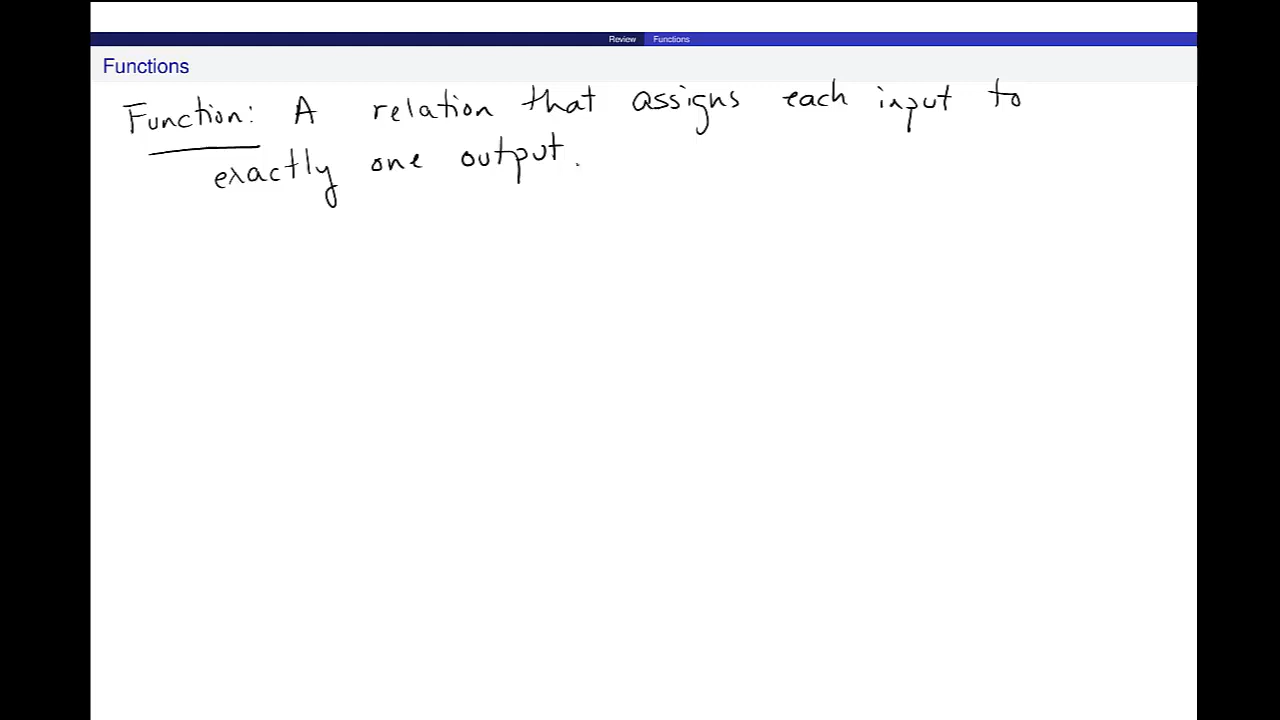 Review Functions
Functions
Function: A relation that assigns each input to
exactly one output.